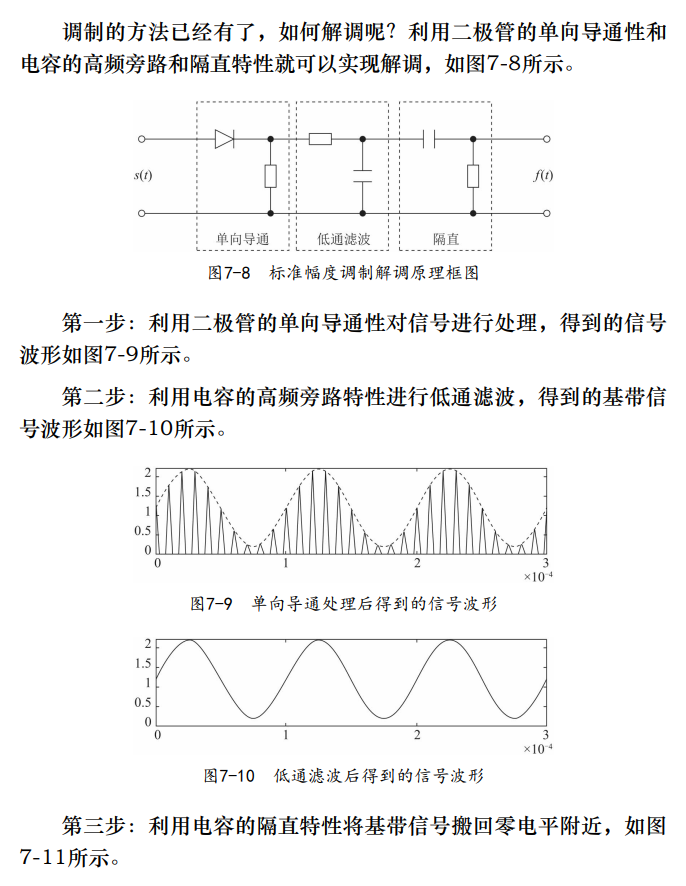 调制的方法已经有了，如何解调呢？利用二极管的单向导通性和
电容的高频旁路和隔直特性就可以实现解调，如图7-8所示。
s(t)
f(t)
单向导通
低通滤波
隔直
图7-8 标准幅度调制解调原理框图
第一步：利用二极管的单向导通性对信号进行处理，得到的信号
波形如图7-9所示。
第二步：利用电容的高频旁路特性进行低通滤波，得到的基带信
号波形如图7-10所示。
2
1.5
1
0.5
0
0 1 2 3
×10⁻⁴
图7-9 单向导通处理后得到的信号波形
2
1.5
1
0.5
0
0 1 2 3
×10⁻⁴
图7-10 低通滤波后得到的信号波形
第三步：利用电容的隔直特性将基带信号搬回零电平附近，如图
7-11所示。